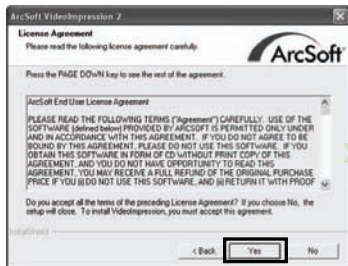 ArcSoft VideoImpression 2
License Agreement
Please read the following license agreement carefully.
ArcSoft
Press the PAGE DOWN key to see the rest of the agreement.
ArcSoft End User License Agreement
PLEASE READ THE FOLLOWING TERMS ("Agreement") CAREFULLY. USE OF THE
SOFTWARE (defined below) PROVIDED BY ARCSOFT IS PERMITTED ONLY UNDER
AND IN ACCORDANCE WITH THIS AGREEMENT. IF YOU DO NOT AGREE TO BE
BOUND BY THIS AGREEMENT, PLEASE DO NOT USE THIS SOFTWARE. IF YOU
OBTAIN THIS SOFTWARE IN FORM OF CD WITHOUT PRINT COPY OF THIS
AGREEMENT, AND YOU DO NOT HAVE OPPORTUNITY TO READ THIS
AGREEMENT, YOU MAY RECEIVE A FULL REFUND OF THE ORIGINAL PURCHASE
PRICE IF YOU (i) DO NOT USE THIS SOFTWARE, AND (ii) RETURN IT WITH PROOF
Do you accept all the terms of the preceding License Agreement? If you choose No, the
setup will close. To install VideoImpression, you must accept this agreement.
InstallShield
< Back
Yes
No